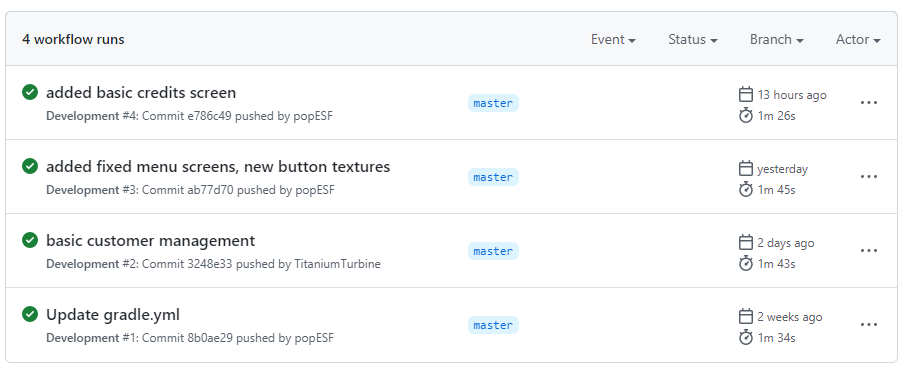 4 workflow runs Event Status Branch Actor
added basic credits screen
Development #4: Commit e786c49 pushed by popESF
master
13 hours ago
1m 26s
added fixed menu screens, new button textures
Development #3: Commit ab77d70 pushed by popESF
master
yesterday
1m 45s
basic customer management
Development #2: Commit 3248e33 pushed by TitaniumTurbine
master
2 days ago
1m 43s
Update gradle.yml
Development #1: Commit 8b0ae29 pushed by popESF
master
2 weeks ago
1m 34s